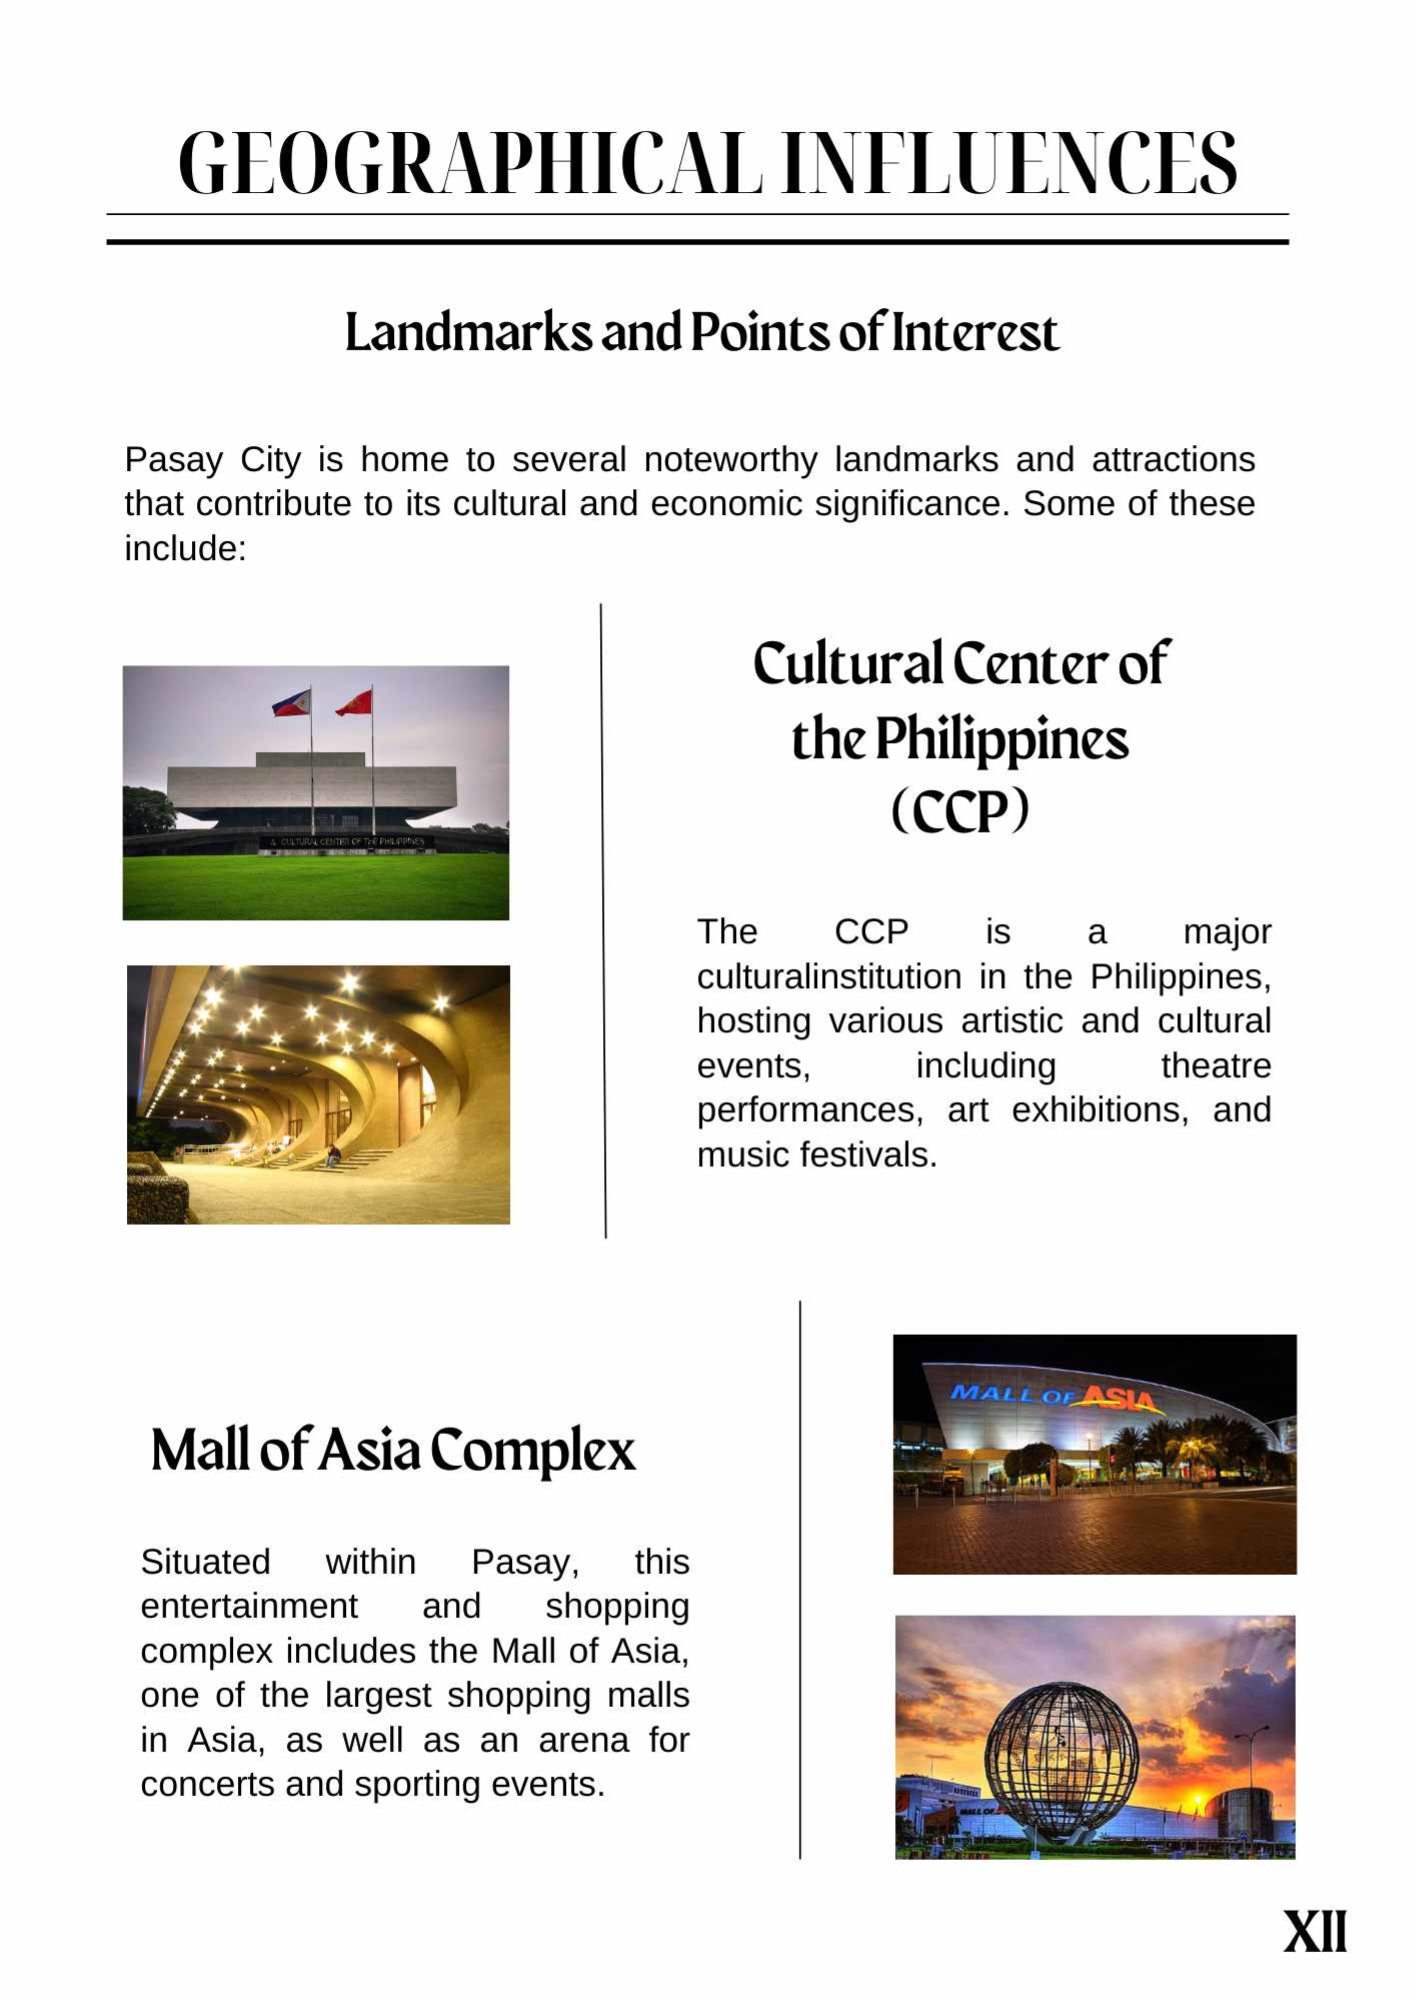 GEOGRAPHICAL INFLUENCES
Landmarks and Points of Interest
Pasay City is home to several noteworthy landmarks and attractions
that contribute to its cultural and economic significance. Some of these
include:
CULTURAL CENTER OF THE PHILIPPINES
Cultural Center of
the Philippines
(CCP)
The CCP is a major
culturalinstitution in the Philippines,
hosting various artistic and cultural
events, including theatre
performances, art exhibitions, and
music festivals.
Mall of Asia Complex
Situated within Pasay, this
entertainment and shopping
complex includes the Mall of Asia,
one of the largest shopping malls
in Asia, as well as an arena for
concerts and sporting events.
MALL OF ASIA
MALL OF
XII